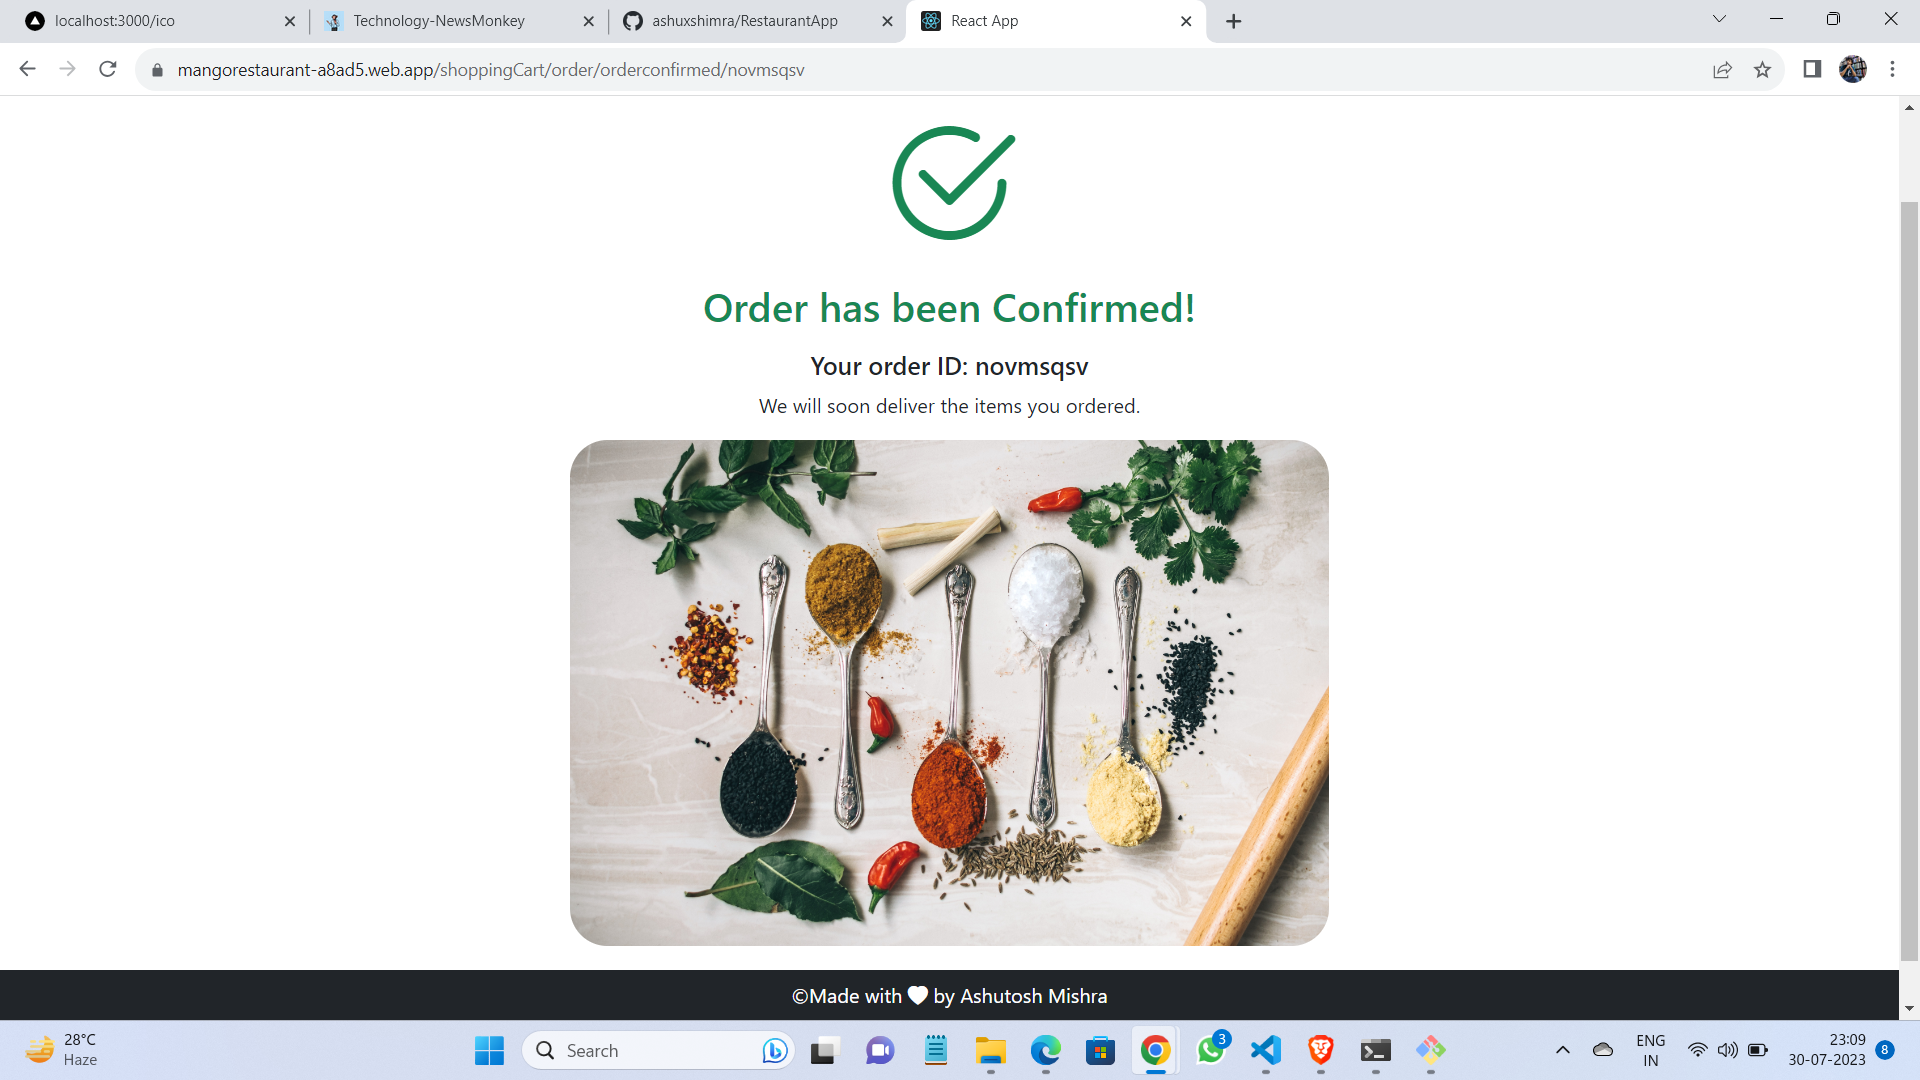 localhost:3000/ico
Technology-NewsMonkey
ashuxshimra/RestaurantApp
React App
mangorestaurant-a8ad5.web.app/shoppingCart/order/orderconfirmed/novmsqsv
Order has been Confirmed!
Your order ID: novmsqsv
We will soon deliver the items you ordered.
©Made with by Ashutosh Mishra
28°C
Haze
Search
3
ENG
IN
23:09
30-07-2023
8